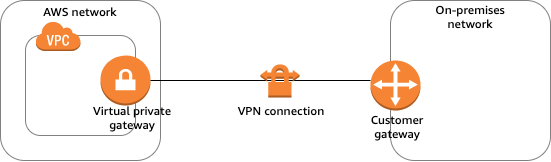 AWS network
VPC
Virtual private
gateway
VPN connection
On-premises
network
Customer
gateway